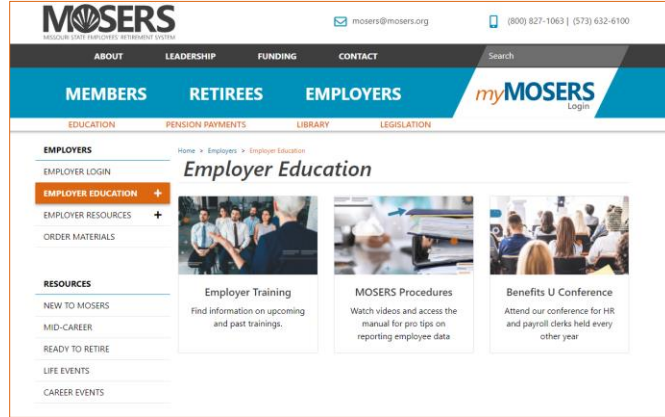 MOSERS
MISSOURI STATE EMPLOYEES' RETIREMENT SYSTEM
mosers@mosers.org
(800) 827-1063 | (573) 632-6100
ABOUT LEADERSHIP FUNDING CONTACT
Search
MEMBERS RETIREES EMPLOYERS
myMOSERS
Login
EDUCATION PENSION PAYMENTS LIBRARY LEGISLATION
EMPLOYERS
EMPLOYER LOGIN
EMPLOYER EDUCATION +
EMPLOYER RESOURCES +
ORDER MATERIALS
RESOURCES
NEW TO MOSERS
MID-CAREER
READY TO RETIRE
LIFE EVENTS
CAREER EVENTS
Home > Employers > Employer Education
Employer Education
Employer Training
Find information on upcoming
and past trainings.
MOSERS Procedures
Watch videos and access the
manual for pro tips on
reporting employee data
Benefits U Conference
Attend our conference for HR
and payroll clerks held every
other year